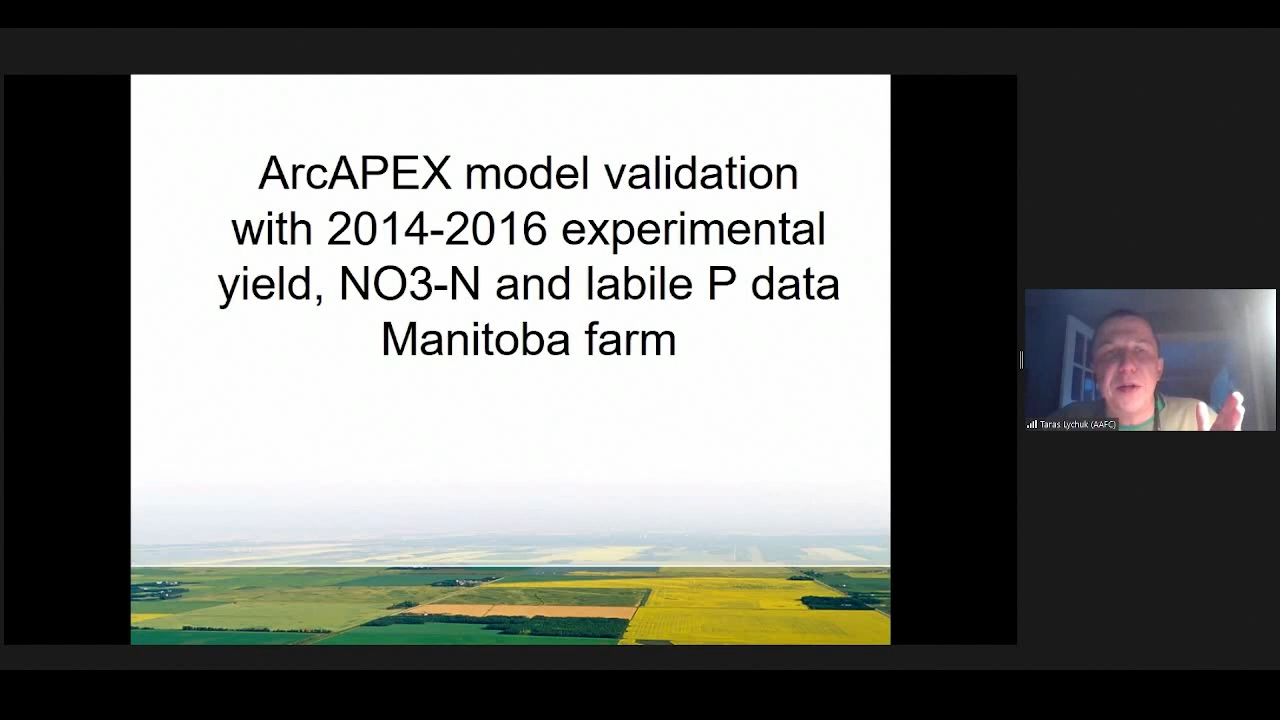 ArcAPEX model validation
with 2014-2016 experimental
yield, NO3-N and labile P data
Manitoba farm
Taras Lychuk (AAFC)